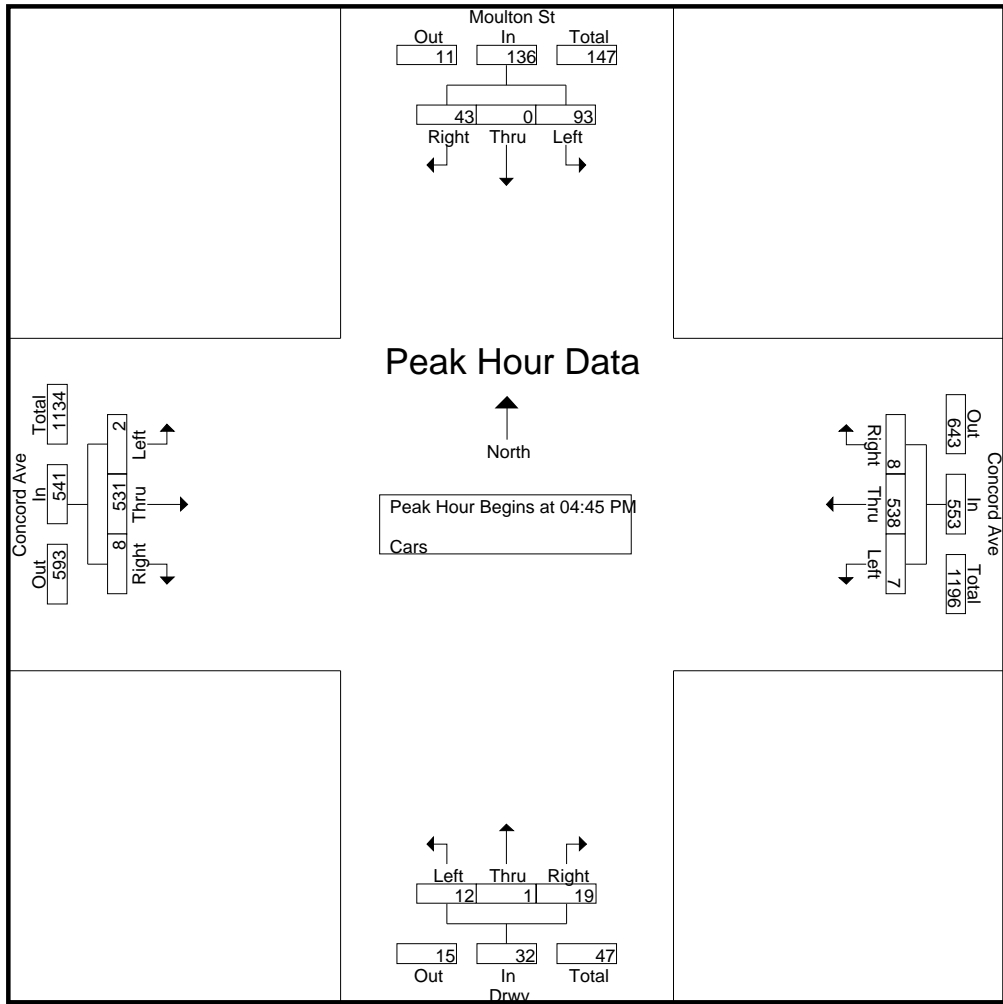 Moulton St
Out In Total
11 136 147
43 0 93
Right Thru Left
Peak Hour Data
North
Peak Hour Begins at 04:45 PM
Cars
Concord Ave
Out In Total
593 541 1134
2 531 8
Left Thru Right
Concord Ave
Out In Total
643 553 1196
8 538 7
Right Thru Left
Left Thru Right
12 1 19
15 32 47
Out In Total
Drwy